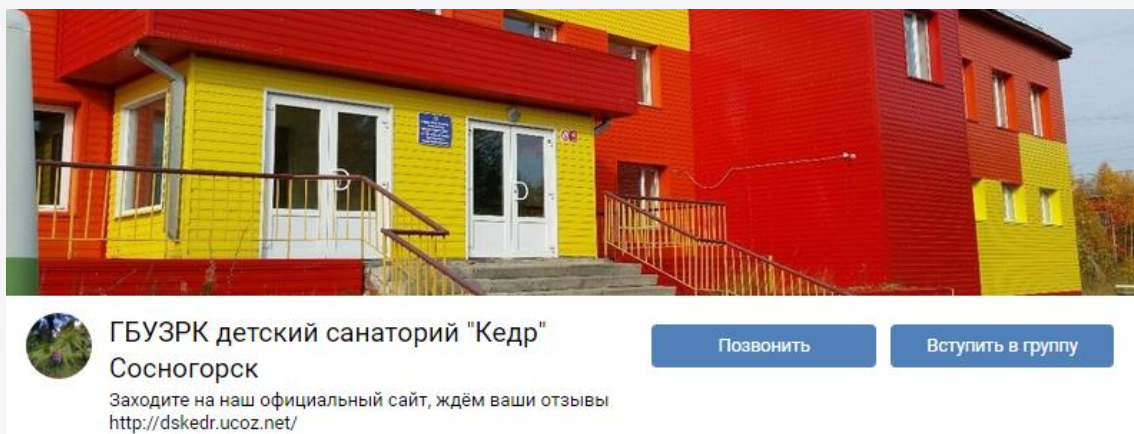 ГБУЗРК детский санаторий "Кедр"
Сосногорск
Заходите на наш официальный сайт, ждём ваши отзывы
http://dskedr.ucoz.net/
Позвонить
Вступить в группу